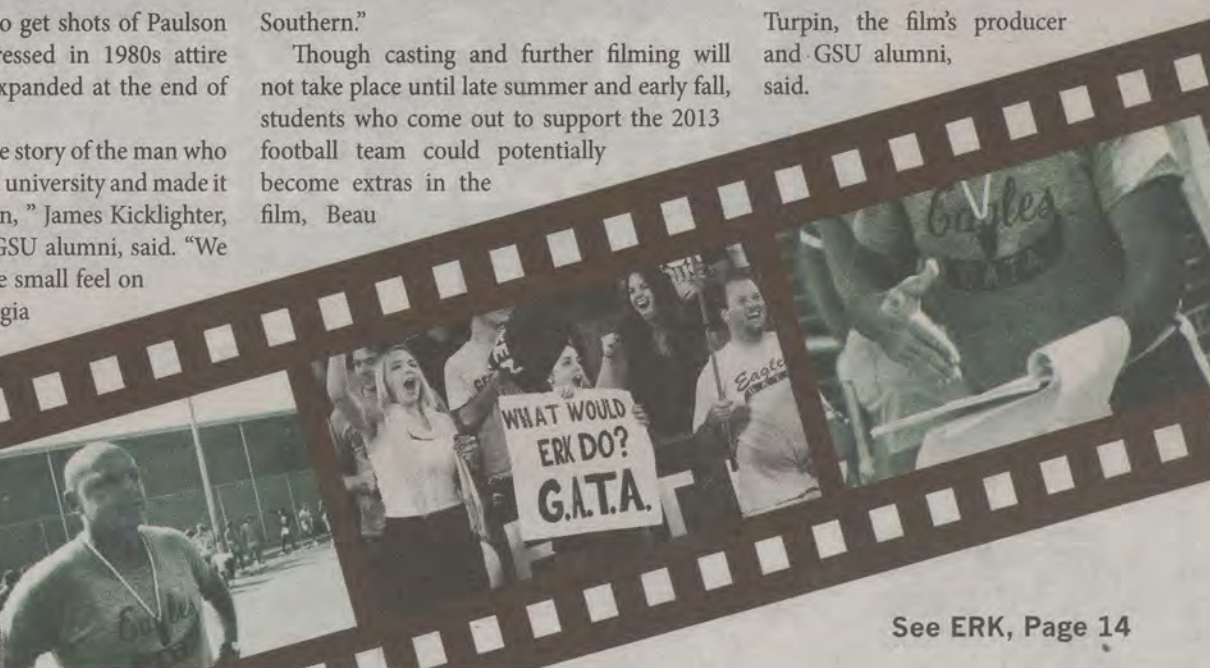 o get shots of Paulson
ressed in 1980s attire
xpanded at the end of
e story of the man who
university and made it
n, ” James Kicklighter,
GSU alumni, said. “We
e small feel on
gia
Southern.”
Though casting and further filming will
not take place until late summer and early fall,
students who come out to support the 2013
football team could potentially
become extras in the
film, Beau
Turpin, the film's producer
and GSU alumni,
said.
Eagles
WHAT WOULD
ERK DO?
G.A.T.A.
Eagle
Eagles
G.A.T.A.
See ERK, Page 14